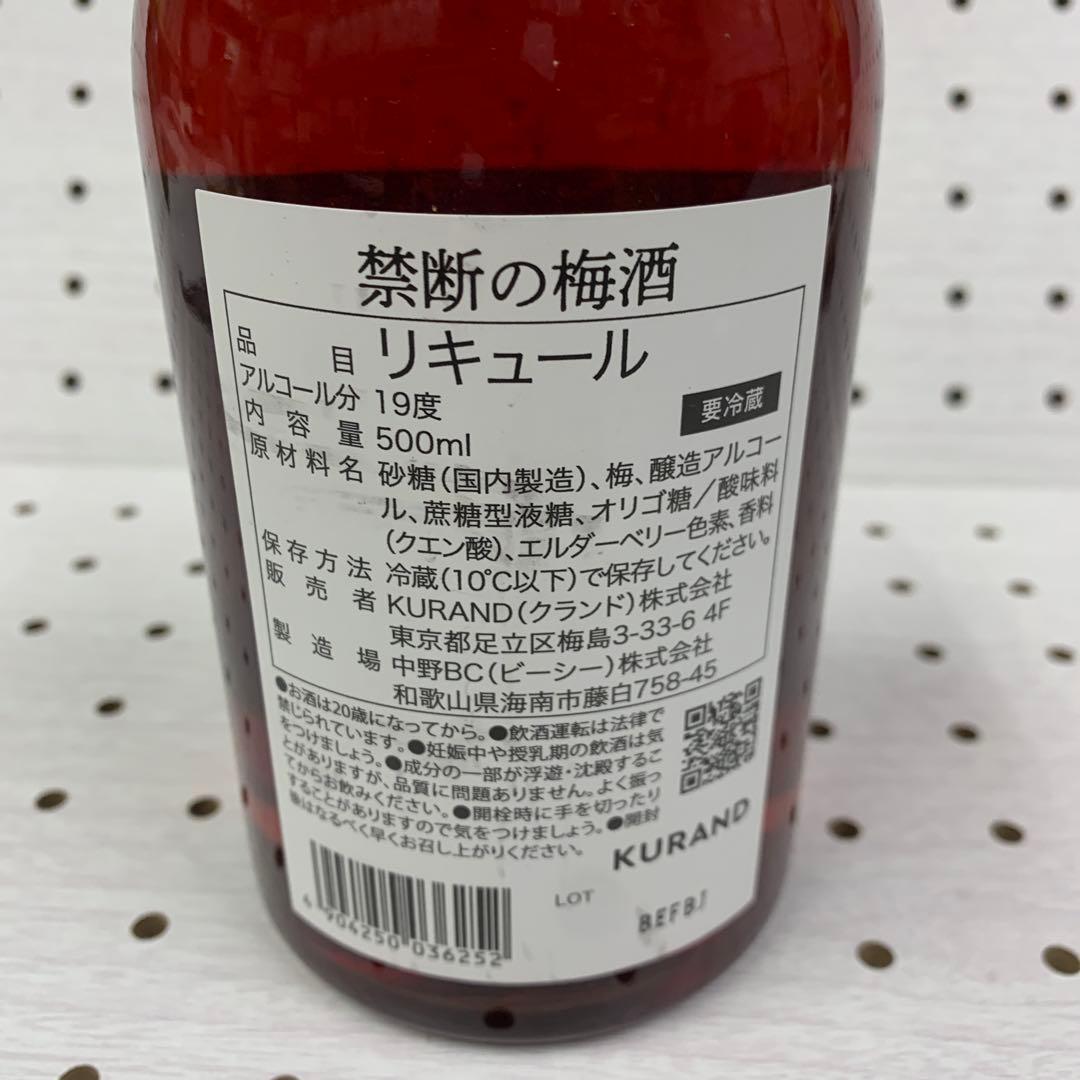 禁断の梅酒
品目 リキュール
アルコール分 19度
要冷蔵
内容量 500ml
原材料名 砂糖(国内製造)、梅、醸造アルコー
ル、蔗糖型液糖、オリゴ糖/酸味料
(クエン酸)、エルダーベリー色素、香料
保存方法 冷蔵(10℃以下)で保存してください。
販売者 KURAND(クランド)株式会社
東京都足立区梅島3-33-6 4F
製造場 中野BC(ビーシー)株式会社
和歌山県海南市藤白758-45
●お酒は20歳になってから。●飲酒運転は法律で
禁じられています。●妊娠中や授乳期の飲酒は気
をつけましょう。●成分の一部が浮遊・沈殿するこ
とがありますが、品質に問題ありません。よく振っ
てからお飲みください。●開栓時に手を切ったり
することがありますので気をつけましょう。●開封
後はなるべく早くお召し上がりください。
KURAND
LOT
BEFBI
4904250 036252